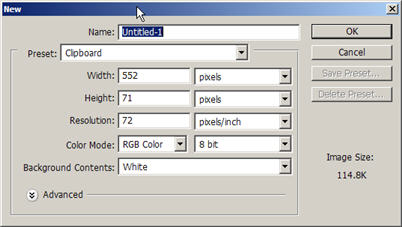 New
Name: Untitled-1
OK
Preset: Clipboard
Cancel
Width: 552 pixels
Save Preset...
Height: 71 pixels
Delete Preset...
Resolution: 72 pixels/inch
Color Mode: RGB Color 8 bit
Image Size:
Background Contents: White
114.8K
Advanced